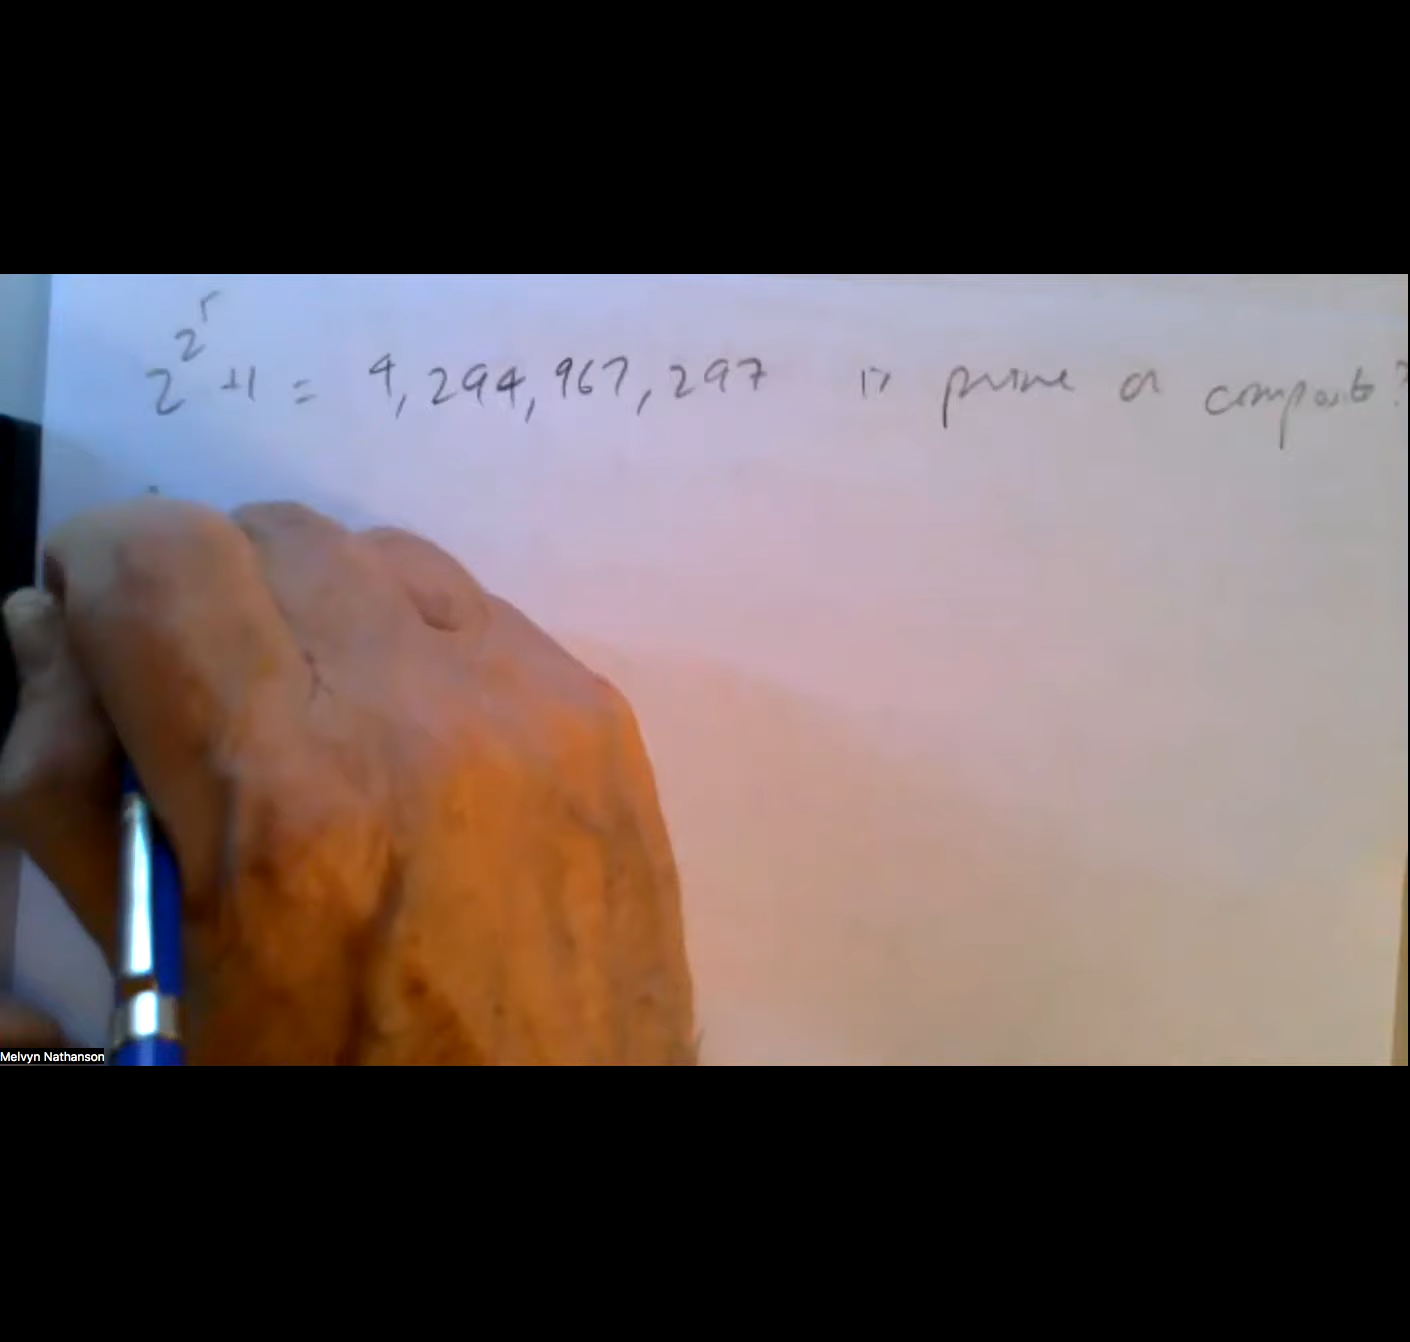 2^2^5 +1 = 4,294,967,297 is prime or composite?
Melvyn Nathanson